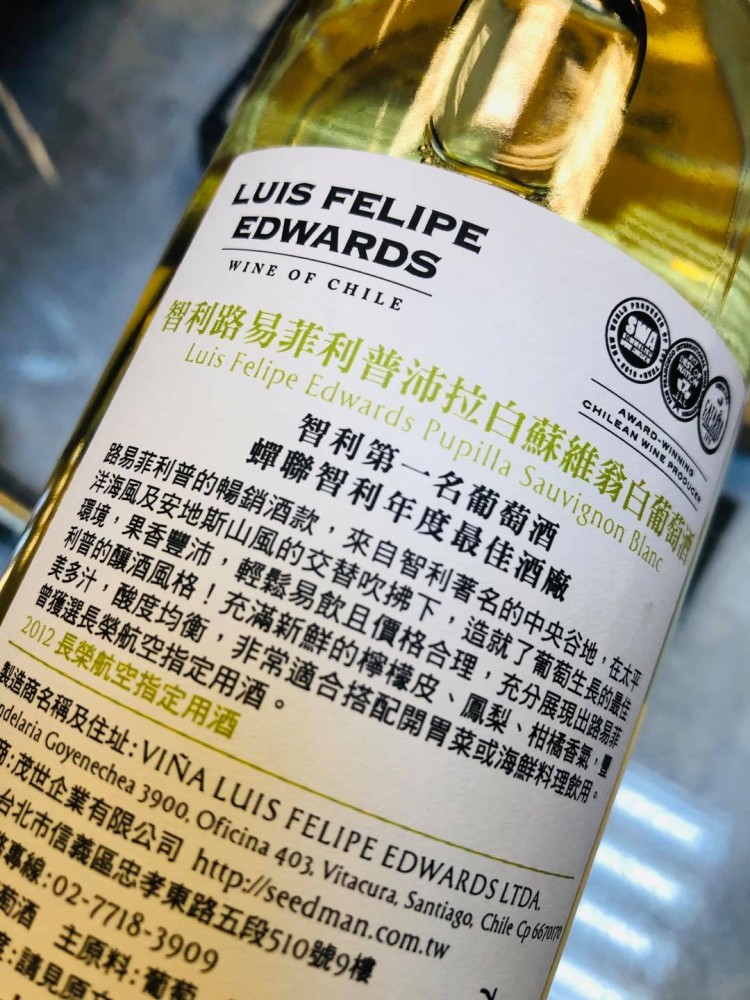 LUIS FELIPE
EDWARDS
WINE OF CHILE
SWA
AWARD-WINNING
CHILEAN WINE PRODUCER
智利路易菲利普沛拉白蘇維翁白葡萄酒
Luis Felipe Edwards Pupilla Sauvignon Blanc
智利第一名葡萄酒
蟬聯智利年度最佳酒廠
路易菲利普的暢銷酒款，來自智利著名的中央谷地，在太平
洋海風及安地斯山風的交替吹拂下，造就了葡萄生長的最佳
環境，果香豐沛，輕鬆易飲且價格合理，充分展現出路易菲
利普的釀酒風格！充滿新鮮的檸檬皮、鳳梨、柑橘香氣，豐
美多汁，酸度均衡，非常適合搭配開胃菜或海鮮料理飲用。
曾獲選長榮航空指定用酒。
2012 長榮航空指定用酒
製造商名稱及住址:VIÑA LUIS FELIPE EDWARDS LTDA.
ndelaria Goyenechea 3900, Oficina 403, Vitacura, Santiago, Chile Cp 6670170
商:茂世企業有限公司 http://seedman.com.tw
台北市信義區忠孝東路五段510號9樓
專線:02-7718-3909
葡萄酒 主原料:葡萄
:請見原